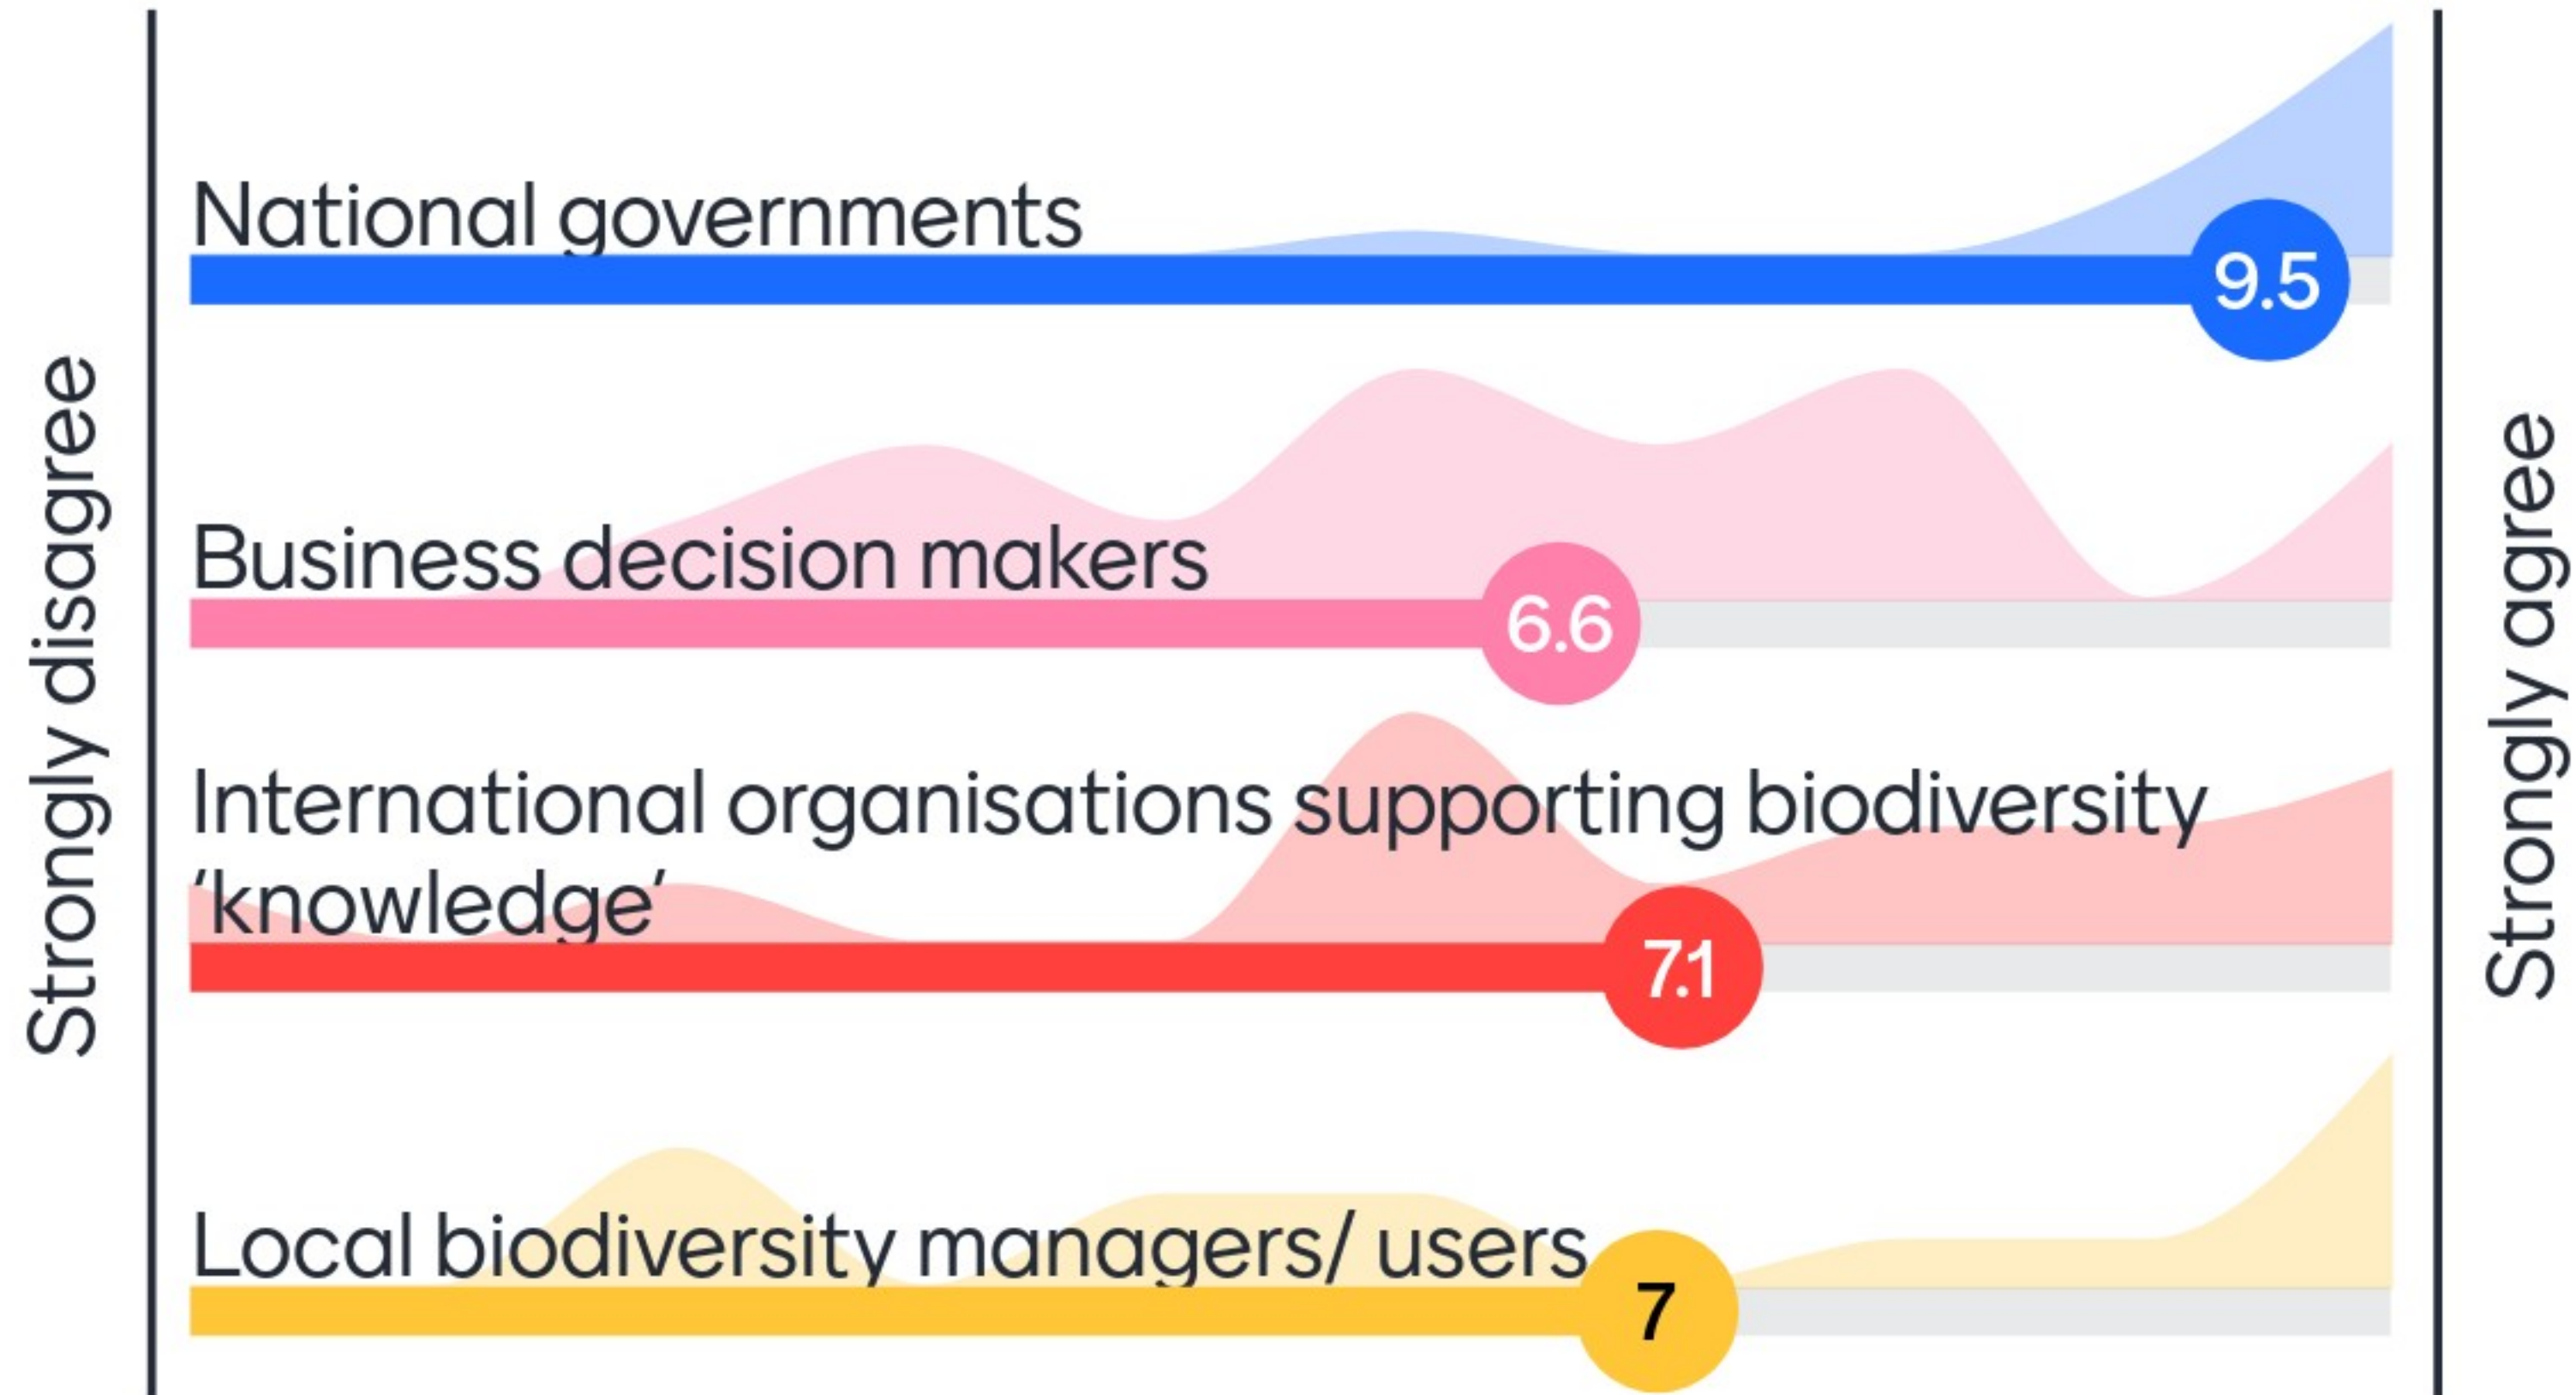 Strongly disagree
National governments
9.5
Business decision makers
6.6
International organisations supporting biodiversity
‘knowledge’
7.1
Local biodiversity managers/ users
7
Strongly agree